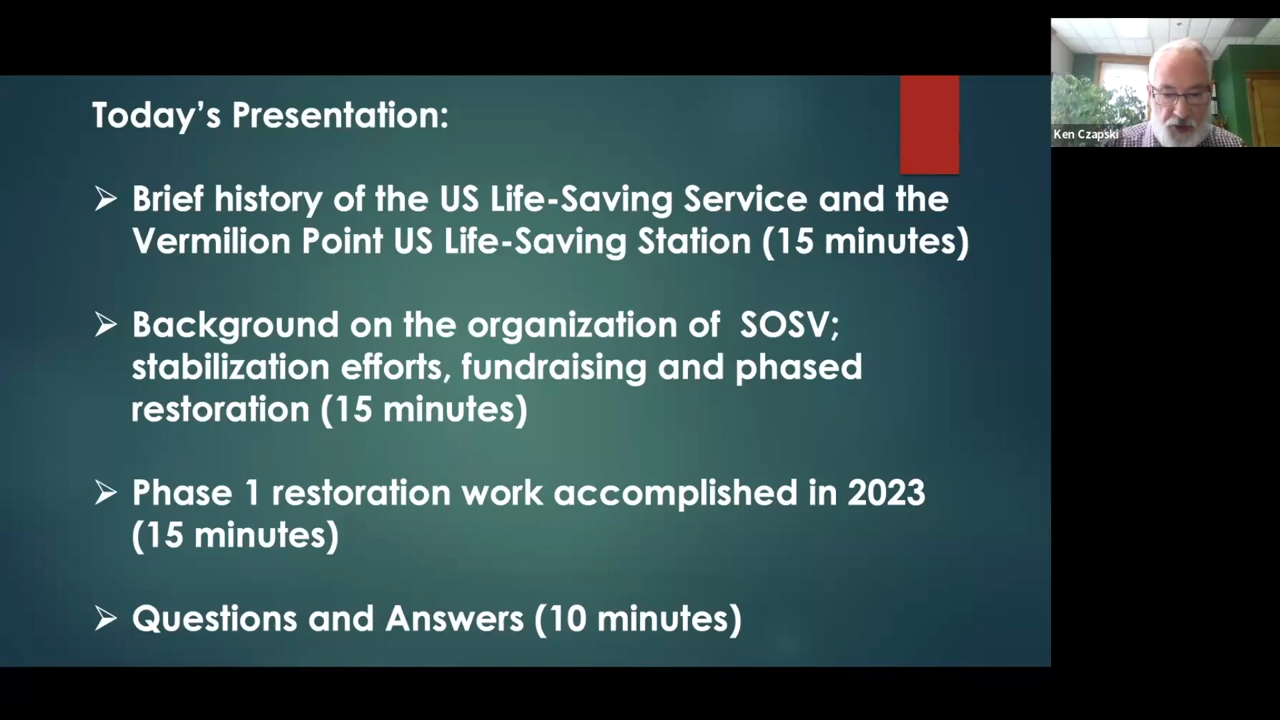 Today’s Presentation:
Brief history of the US Life-Saving Service and the
Vermilion Point US Life-Saving Station (15 minutes)
Background on the organization of  SOSV;
stabilization efforts, fundraising and phased
restoration (15 minutes)
Phase 1 restoration work accomplished in 2023
(15 minutes)
Questions and Answers (10 minutes)
Ken Czapski